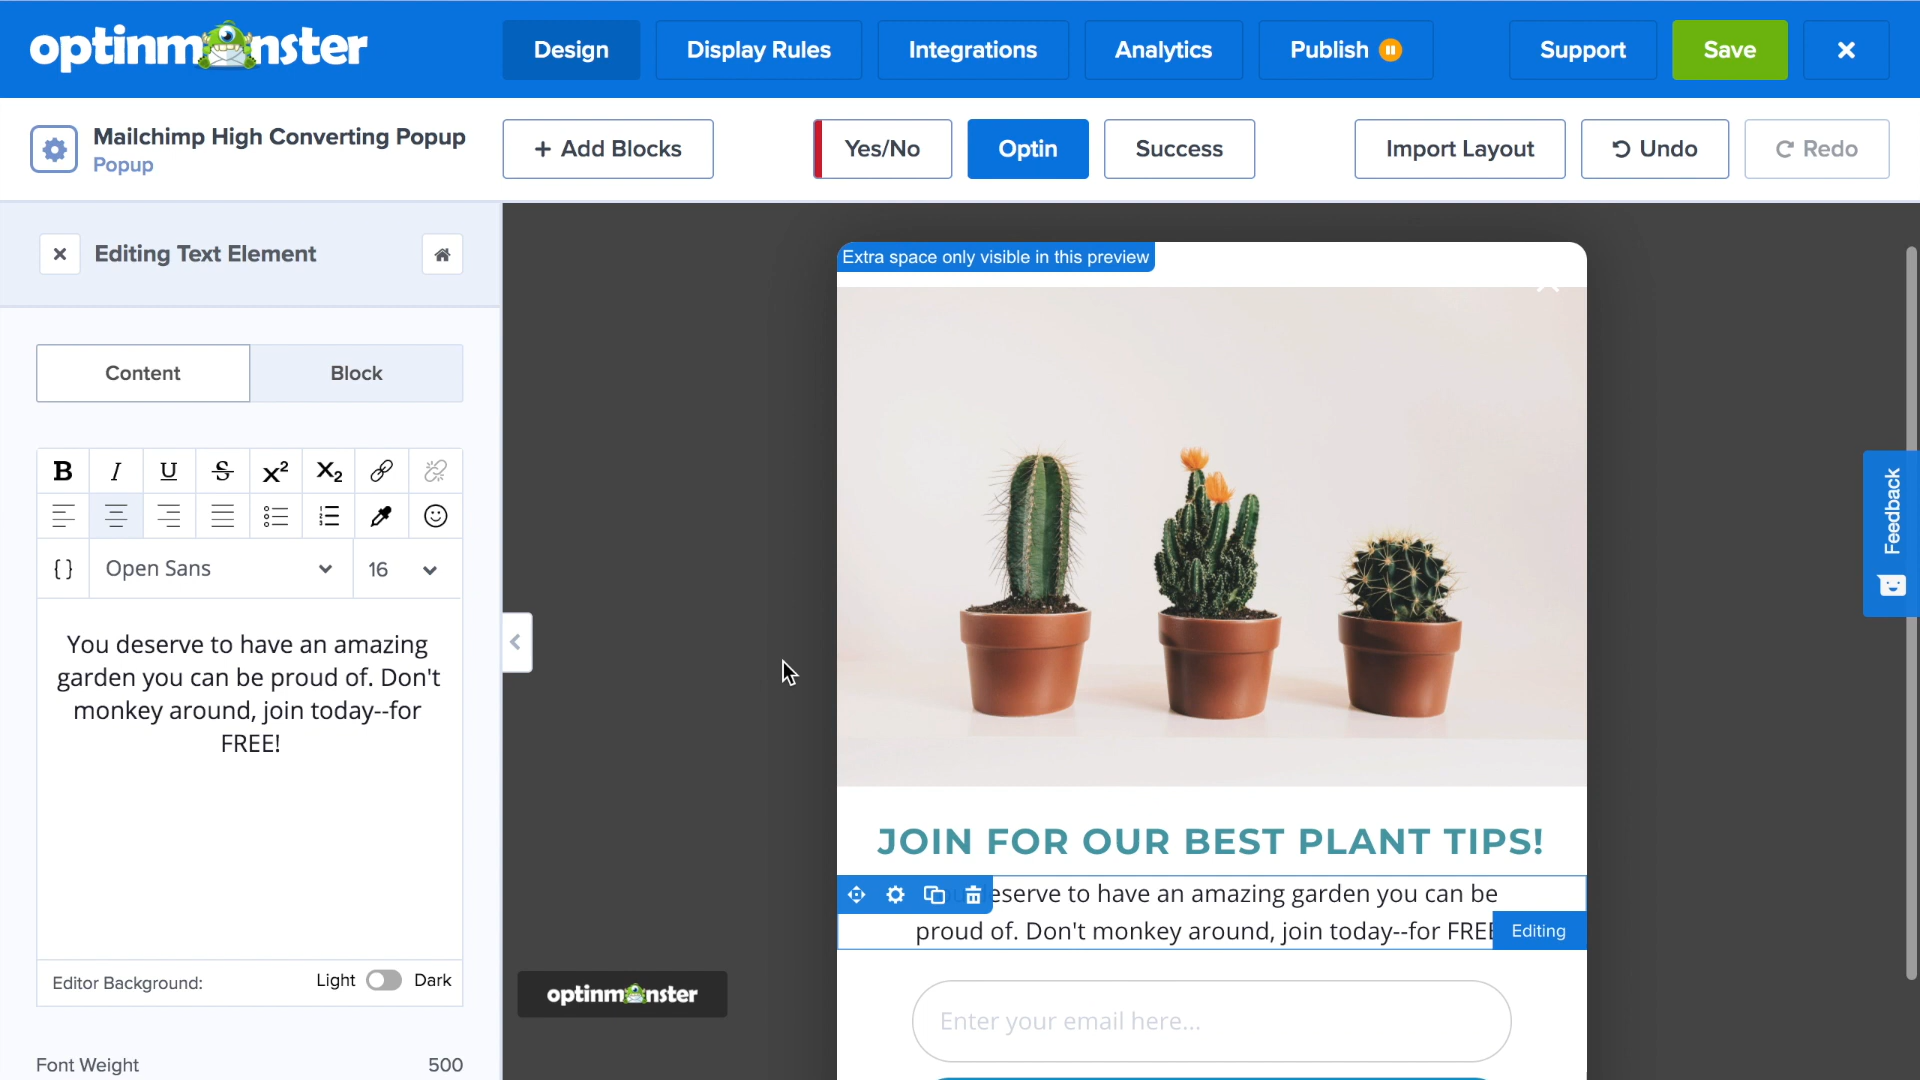 optinmonster
Design
Display Rules
Integrations
Analytics
Publish
Support
Save
Mailchimp High Converting Popup
Popup
+ Add Blocks
Yes/No
Optin
Success
Import Layout
Undo
Redo
Editing Text Element
Content
Block
B
I
U
S
X²
X₂
{ }
Open Sans
16
You deserve to have an amazing
garden you can be proud of. Don't
monkey around, join today--for
FREE!
Editor Background:
Light
Dark
Font Weight
500
Extra space only visible in this preview
JOIN FOR OUR BEST PLANT TIPS!
eserve to have an amazing garden you can be
proud of. Don't monkey around, join today--for FREE
Editing
Enter your email here...
optinmonster
Feedback